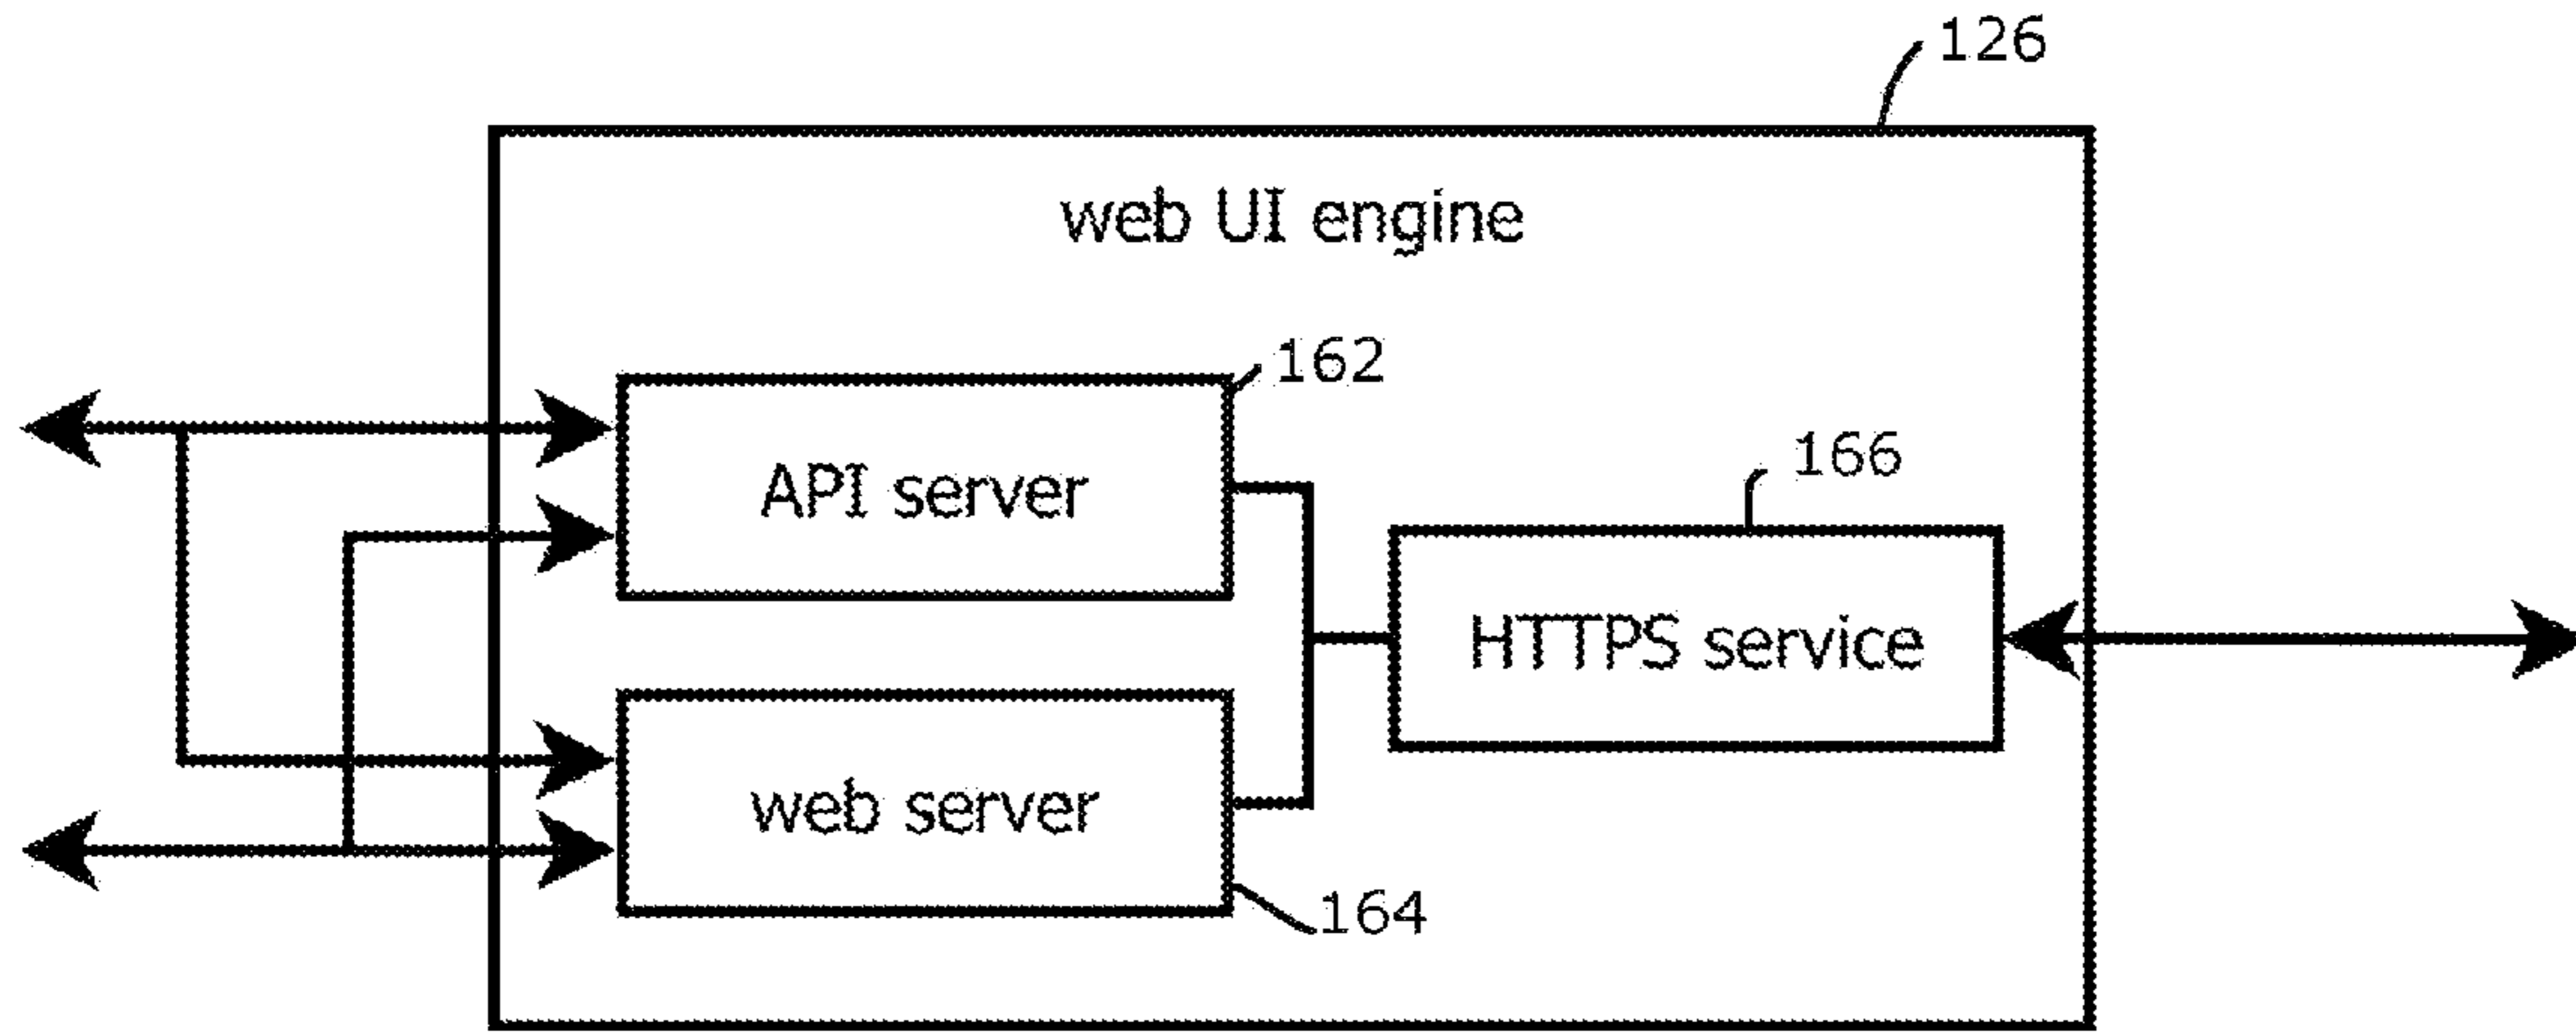 126
web UI engine
162
API server
166
HTTPS service
web server
164